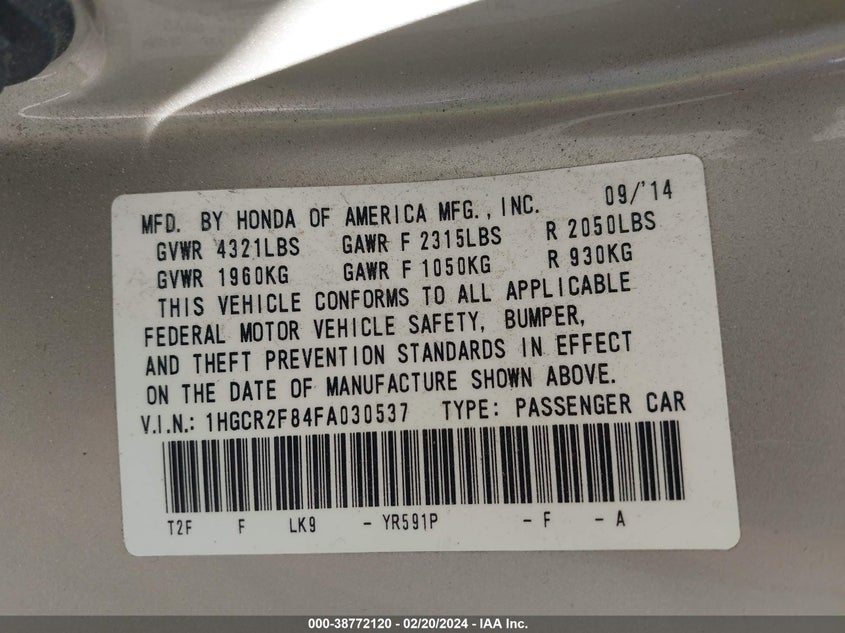 MFD. BY HONDA OF AMERICA MFG., INC. 09/'14
GVWR 4321LBS GAWR F 2315LBS R 2050LBS
GVWR 1960KG GAWR F 1050KG R 930KG
THIS VEHICLE CONFORMS TO ALL APPLICABLE
FEDERAL MOTOR VEHICLE SAFETY, BUMPER,
AND THEFT PREVENTION STANDARDS IN EFFECT
ON THE DATE OF MANUFACTURE SHOWN ABOVE.
V.I.N.: 1HGCR2F84FA030537 TYPE: PASSENGER CAR
T2F F LK9 - YR591P - F - A
000-38772120 - 02/20/2024 - IAA Inc.